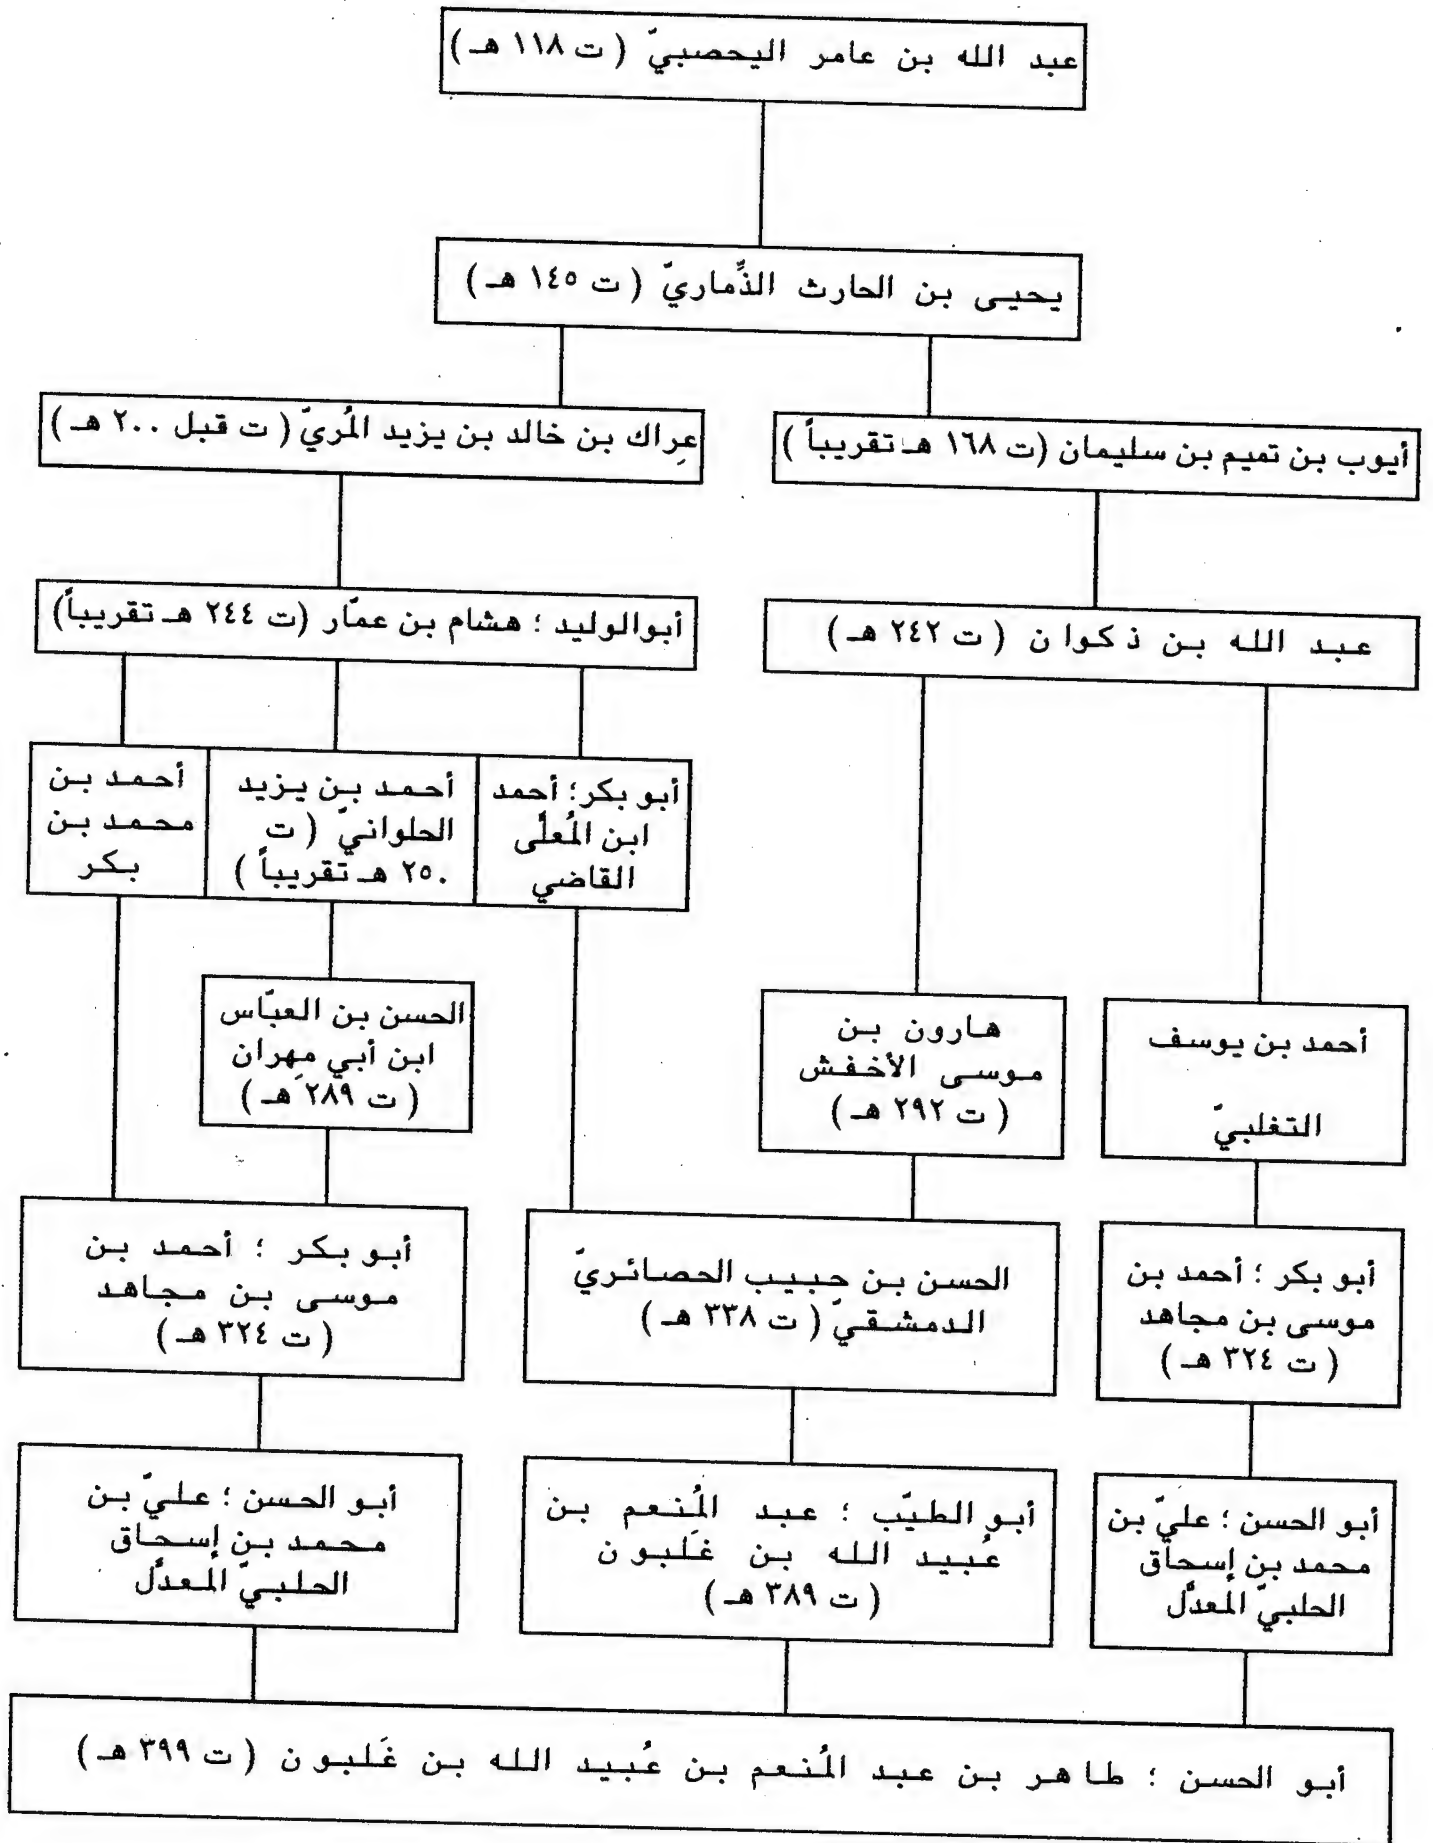 عبد الله بن عامر اليحصبيّ ( ت ١١٨ هـ )
يحيى بن الحارث الذِّماريّ ( ت ١٤٥ هـ )
أيوب بن تميم بن سليمان (ت ١٦٨ هـ تقريباً )
عِراك بن خالد بن يزيد المُريّ ( ت قبل ٢٠٠ هـ )
عبد الله بن ذكوان ( ت ٢٤٢ هـ )
أبوالوليد ؛ هشام بن عمّار (ت ٢٤٤ هـ تقريباً)
أبو بكر؛ أحمد
ابن المُعلَّى
القاضي
أحمد بن يزيد
الحلوانيّ ( ت
٢٥٠ هـ تقريباً )
أحمد بن
محمد بن
بكر
أحمد بن يوسف
التغلبيّ
هارون بن
موسى الأخفش
( ت ٢٩٢ هـ )
الحسن بن العبّاس
ابن أبي مِهران
( ت ٢٨٩ هـ )
أبو بكر ؛ أحمد بن
موسى بن مجاهد
( ت ٣٢٤ هـ )
الحسن بن حبيب الحصائريّ
الدمشقيّ ( ت ٣٣٨ هـ )
أبو بكر ؛ أحمد بن
موسى بن مجاهد
( ت ٣٢٤ هـ )
أبو الحسن ؛ عليّ بن
محمد بن إسحاق
الحلبيّ المعدَّل
أبو الطيّب ؛ عبد المُنعم بن
عُبيد الله بن غَلبون
( ت ٣٨٩ هـ )
أبو الحسن ؛ عليّ بن
محمد بن إسحاق
الحلبيّ المعدَّل
أبو الحسن ؛ طاهر بن عبد المُنعم بن عُبيد الله بن غَلبون ( ت ٣٩٩ هـ )